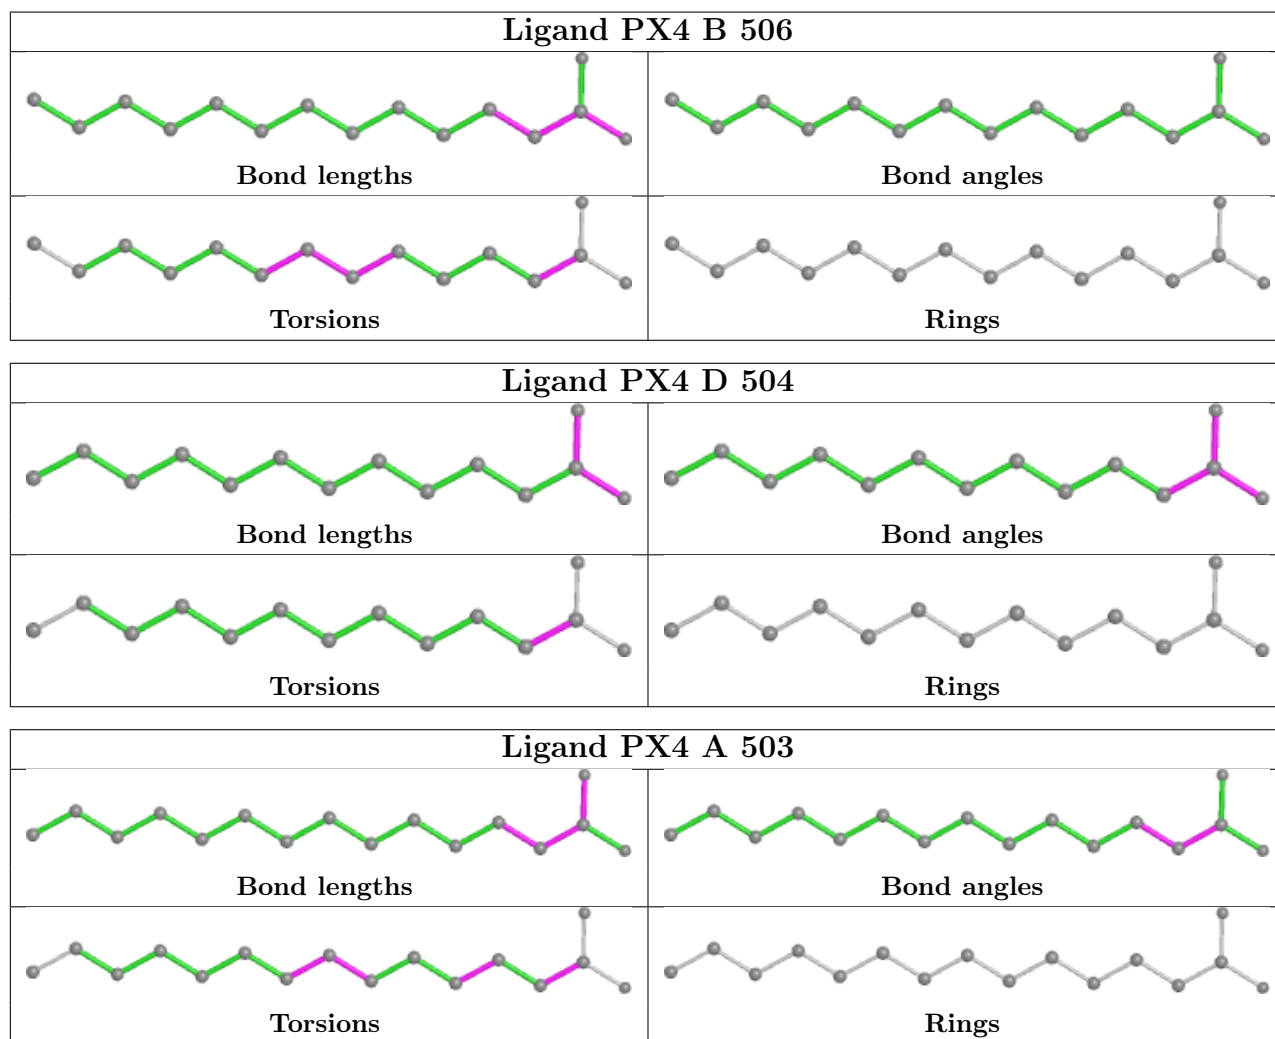 Ligand PX4 B 506
Bond lengths
Bond angles
Torsions
Rings
Ligand PX4 D 504
Bond lengths
Bond angles
Torsions
Rings
Ligand PX4 A 503
Bond lengths
Bond angles
Torsions
Rings